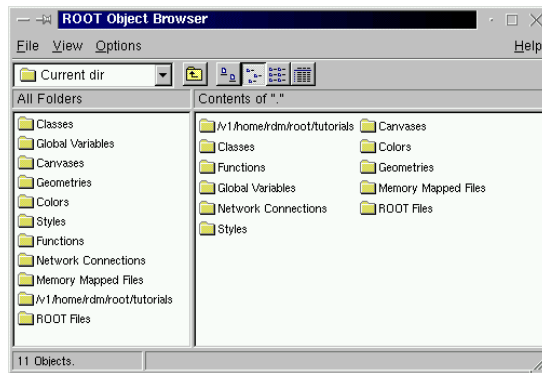 ROOT Object Browser
File View Options Help
Current dir
All Folders
Contents of "."
Classes
Global Variables
Canvases
Geometries
Colors
Styles
Functions
Network Connections
Memory Mapped Files
/v1/home/rdm/root/tutorials
ROOT Files
/v1/home/rdm/root/tutorials Canvases
Classes Colors
Functions Geometries
Global Variables Memory Mapped Files
Network Connections ROOT Files
Styles
11 Objects.